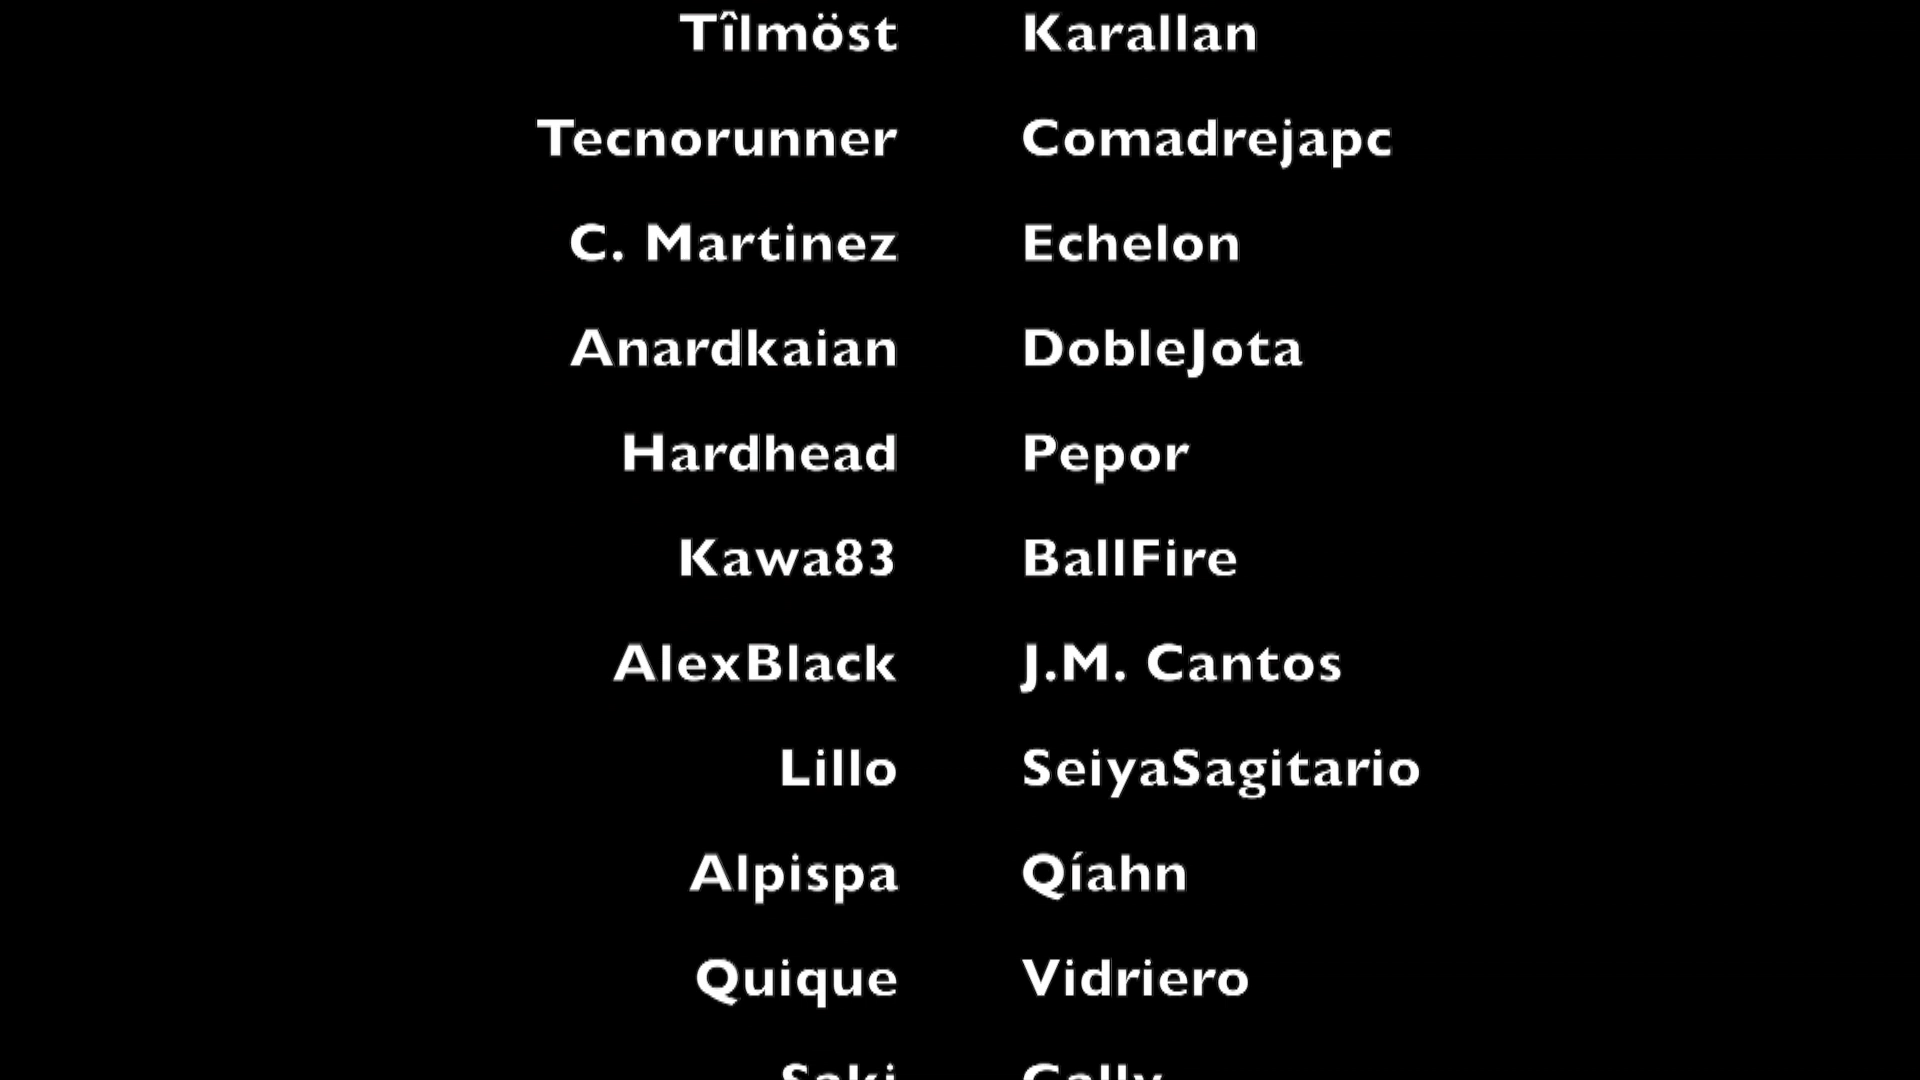 Tîlmöst Karallan
Tecnorunner Comadrejapc
C. Martinez Echelon
Anardkaian DobleJota
Hardhead Pepor
Kawa83 BallFire
AlexBlack J.M. Cantos
Lillo SeiyaSagitario
Alpispa Qíahn
Quique Vidriero